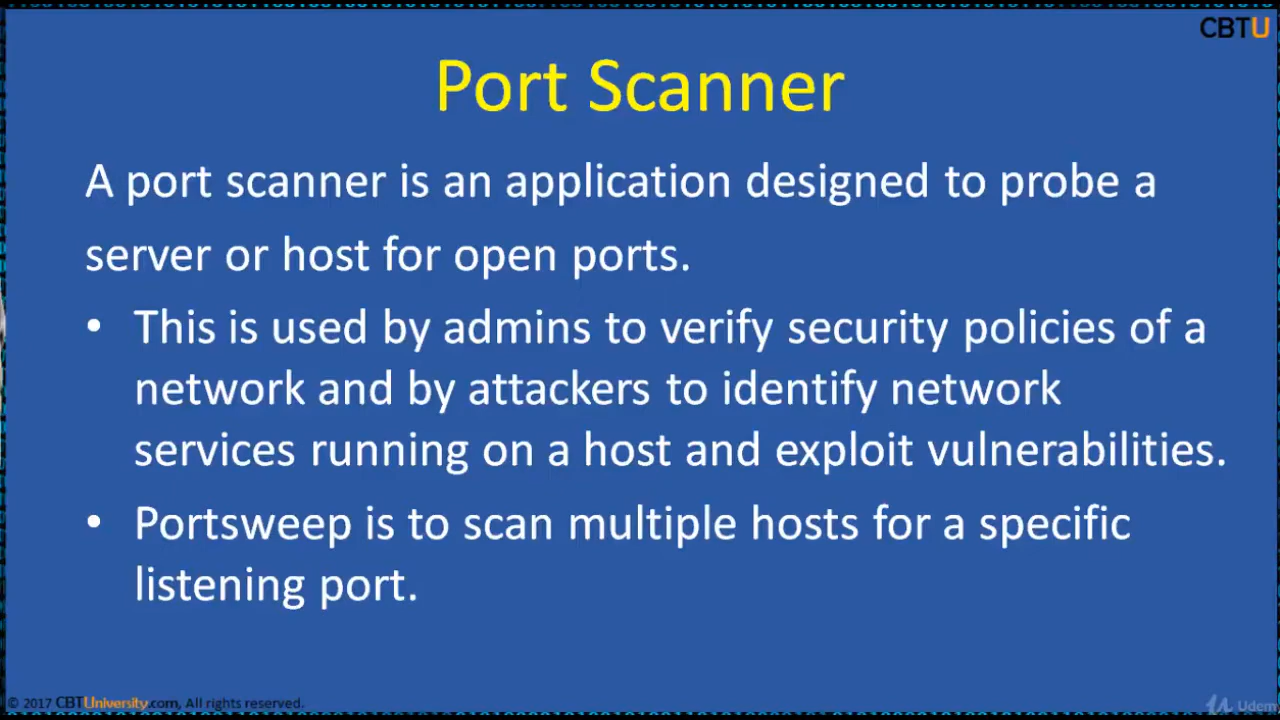 CBTU
Port Scanner
A port scanner is an application designed to probe a
server or host for open ports.
• This is used by admins to verify security policies of a
network and by attackers to identify network
services running on a host and exploit vulnerabilities.
• Portsweep is to scan multiple hosts for a specific
listening port.
© 2017 CBTUniversity.com, All rights reserved.